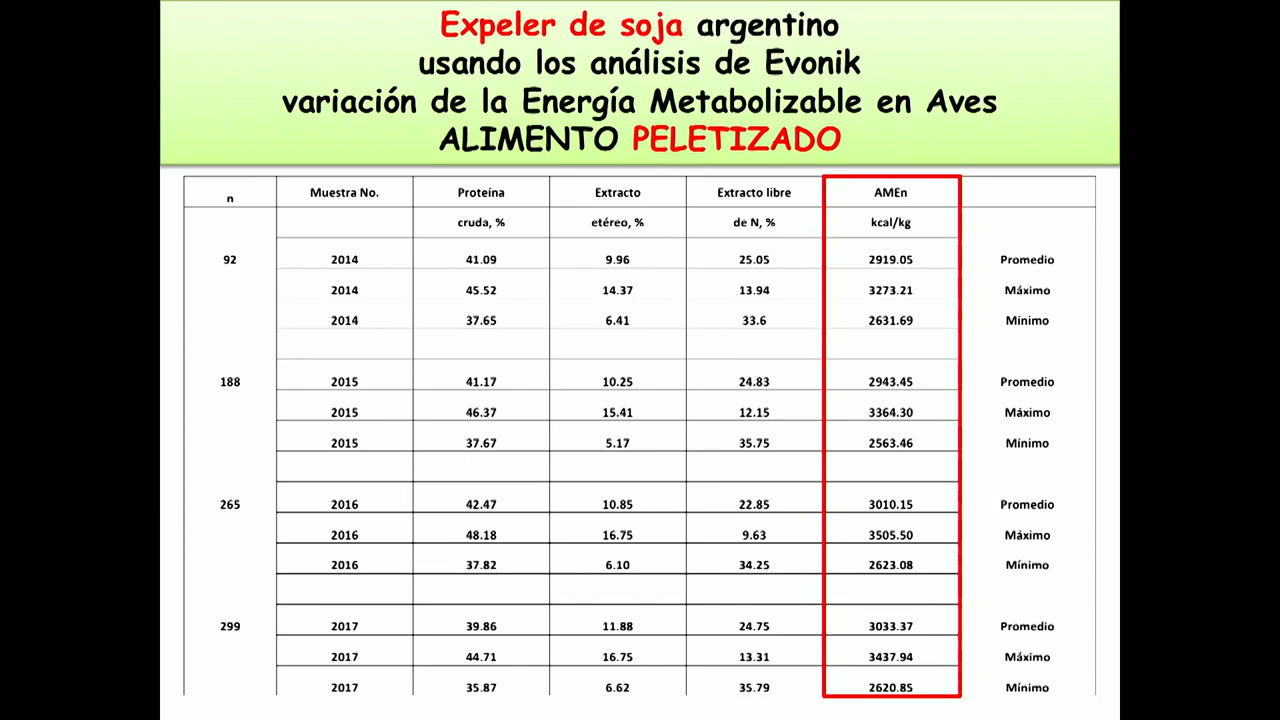 Expeler de soja argentino
usando los análisis de Evonik
variación de la Energía Metabolizable en Aves
ALIMENTO PELETIZADO
n Muestra No. Proteína Extracto Extracto libre AMEn
cruda, % etéreo, % de N, % kcal/kg
92 2014 41.09 9.96 25.05 2919.05 Promedio
2014 45.52 14.37 13.94 3273.21 Máximo
2014 37.65 6.41 33.6 2631.69 Mínimo
188 2015 41.17 10.25 24.83 2943.45 Promedio
2015 46.37 15.41 12.15 3364.30 Máximo
2015 37.67 5.17 35.75 2563.46 Mínimo
265 2016 42.47 10.85 22.85 3010.15 Promedio
2016 48.18 16.75 9.63 3505.50 Máximo
2016 37.82 6.10 34.25 2623.08 Mínimo
299 2017 39.86 11.88 24.75 3033.37 Promedio
2017 44.71 16.75 13.31 3437.94 Máximo
2017 35.87 6.62 35.79 2620.85 Mínimo